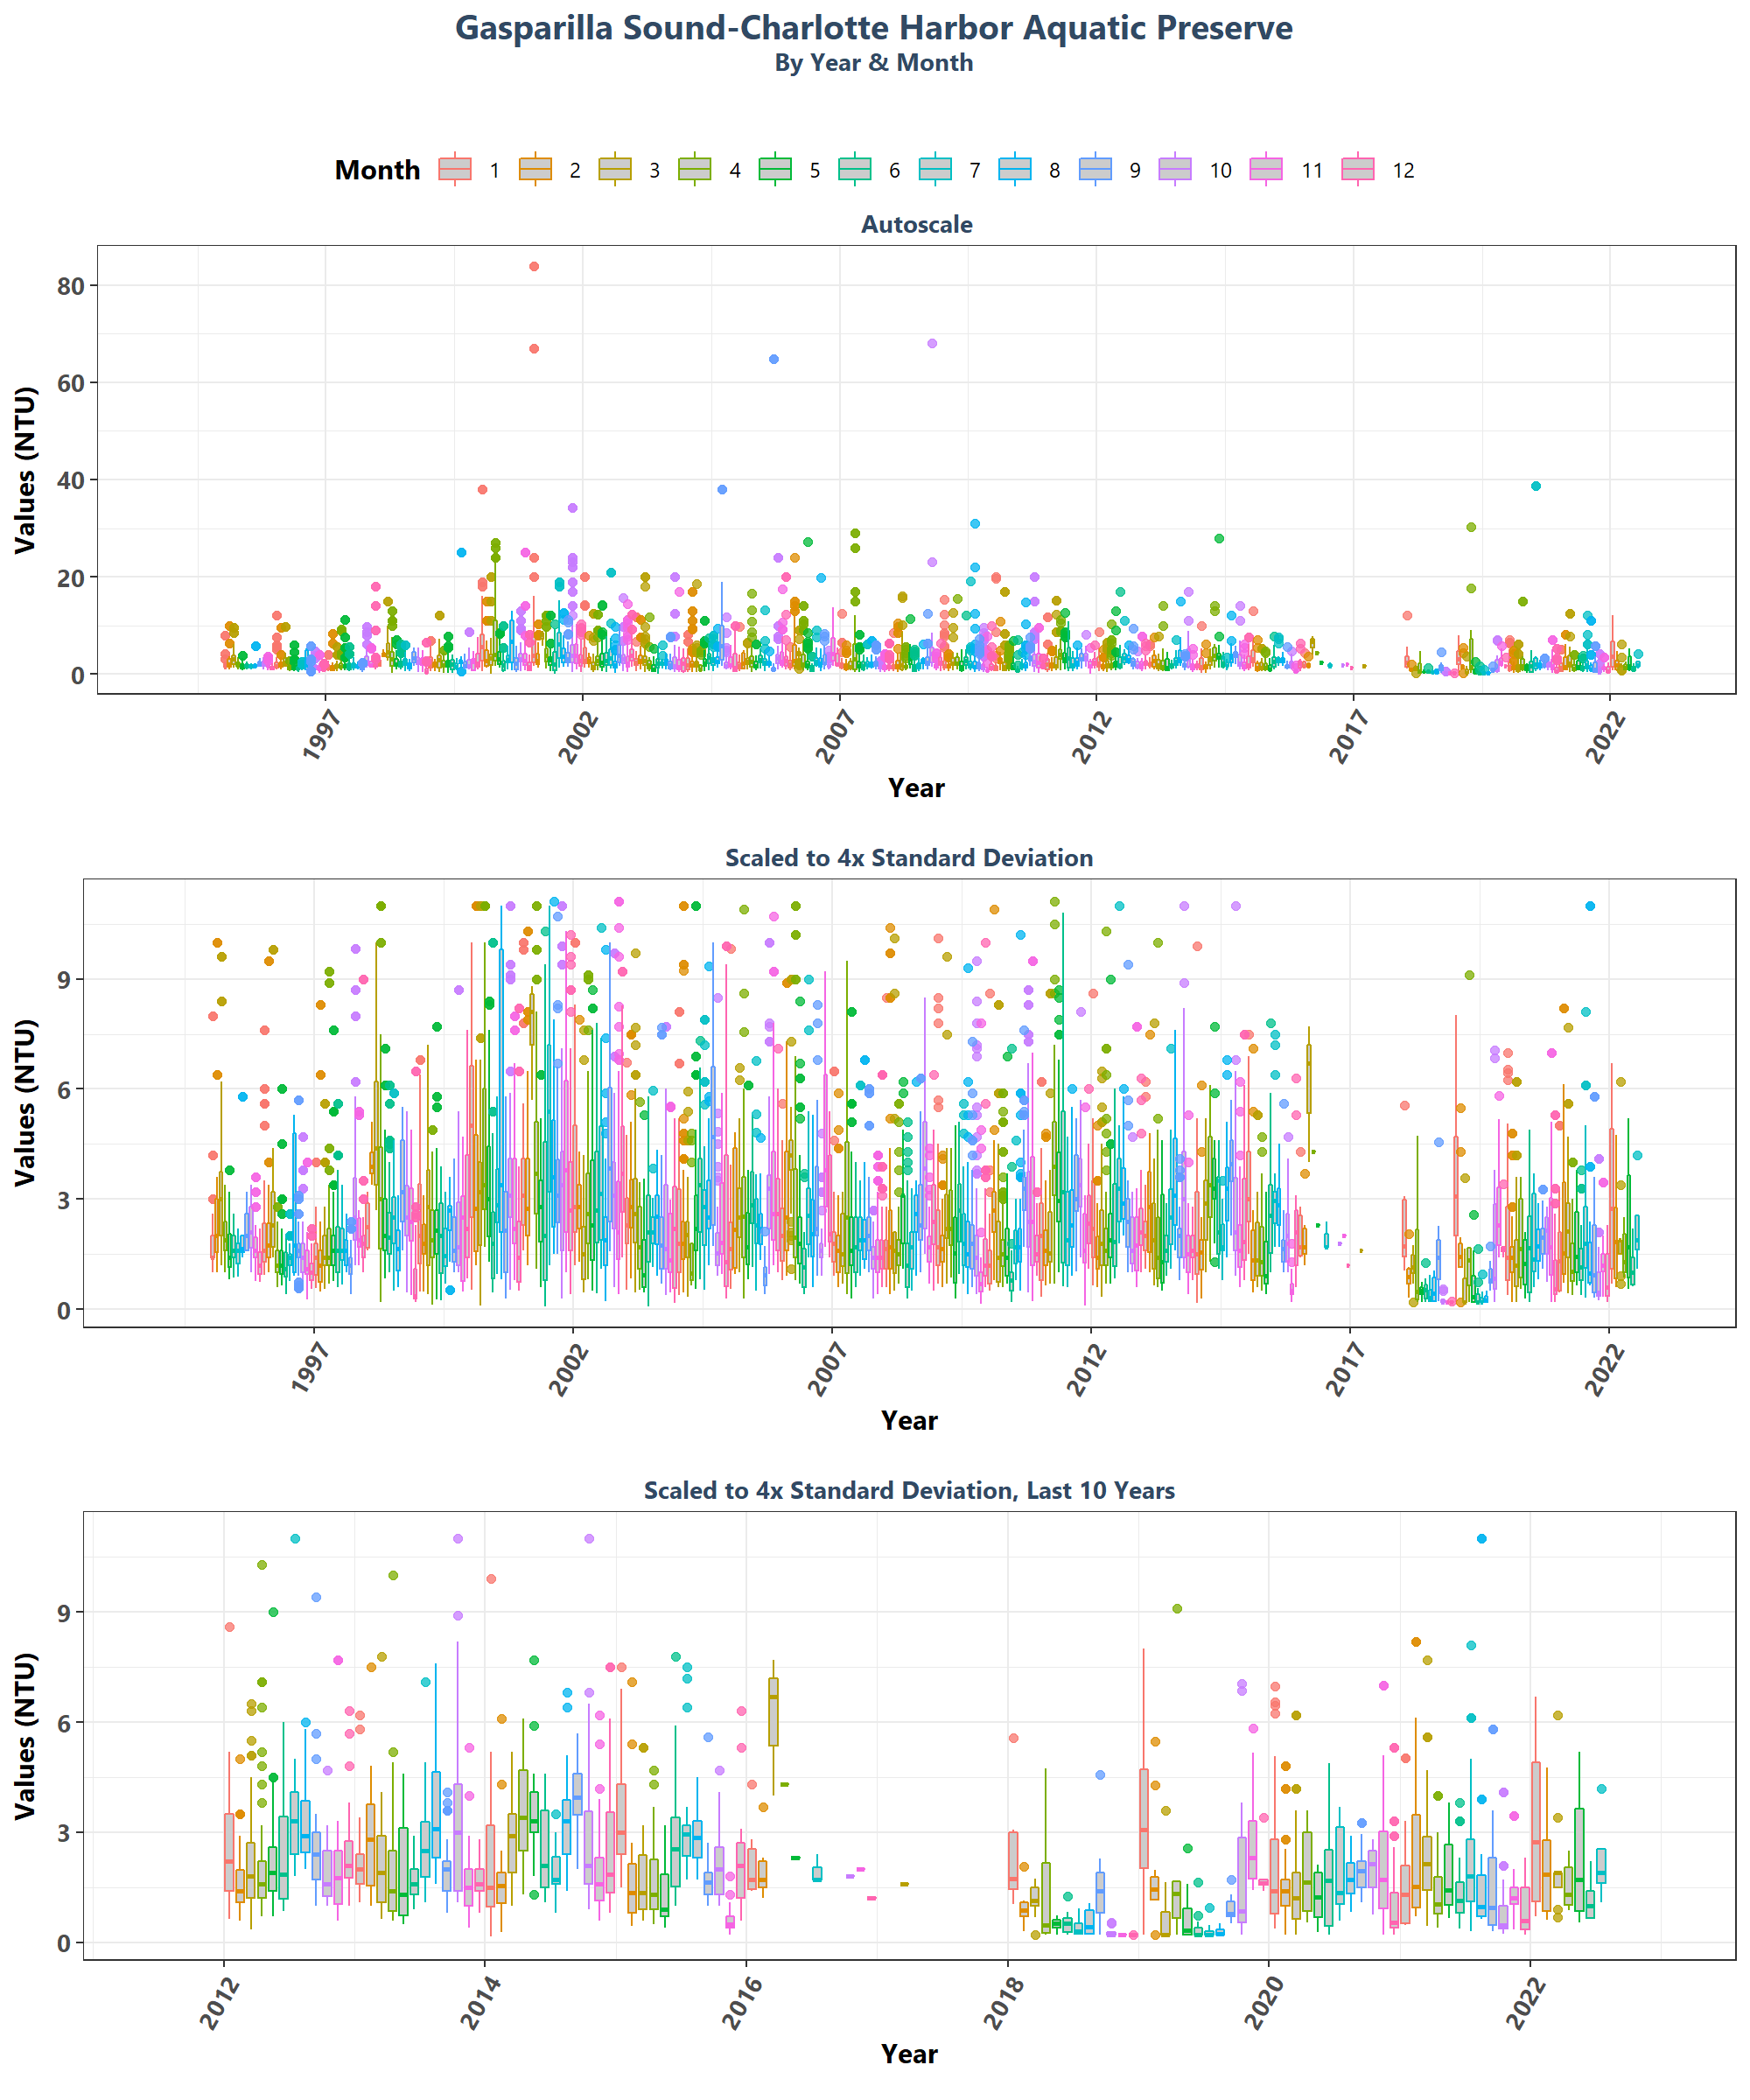 Gasparilla Sound-Charlotte Harbor Aquatic Preserve
By Year & Month
Month 1 2 3 4 5 6 7 8 9 10 11 12
Autoscale
Values (NTU)
80
60
40
20
0
1997 2002 2007 2012 2017 2022
Year
Scaled to 4x Standard Deviation
Values (NTU)
9
6
3
0
1997 2002 2007 2012 2017 2022
Year
Scaled to 4x Standard Deviation, Last 10 Years
Values (NTU)
9
6
3
0
2012 2014 2016 2018 2020 2022
Year